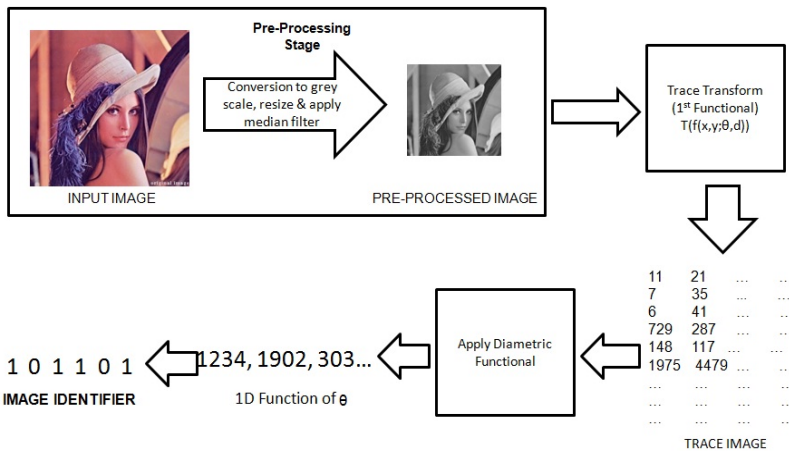 Pre-Processing
Stage
Conversion to grey
scale, resize & apply
median filter
original image
INPUT IMAGE
PRE-PROCESSED IMAGE
Trace Transform
(1st Functional)
T(f(x,y;θ,d))
11 21 ... ..
7 35 ... ...
6 41 ... ..
729 287 ... ..
148 117 ... ...
1975 4479 ... ..
... ... ... ..
... ... ... ..
... ... ... ..
TRACE IMAGE
Apply Diametric
Functional
1234, 1902, 303...
1D Function of θ
1 0 1 1 0 1
IMAGE IDENTIFIER